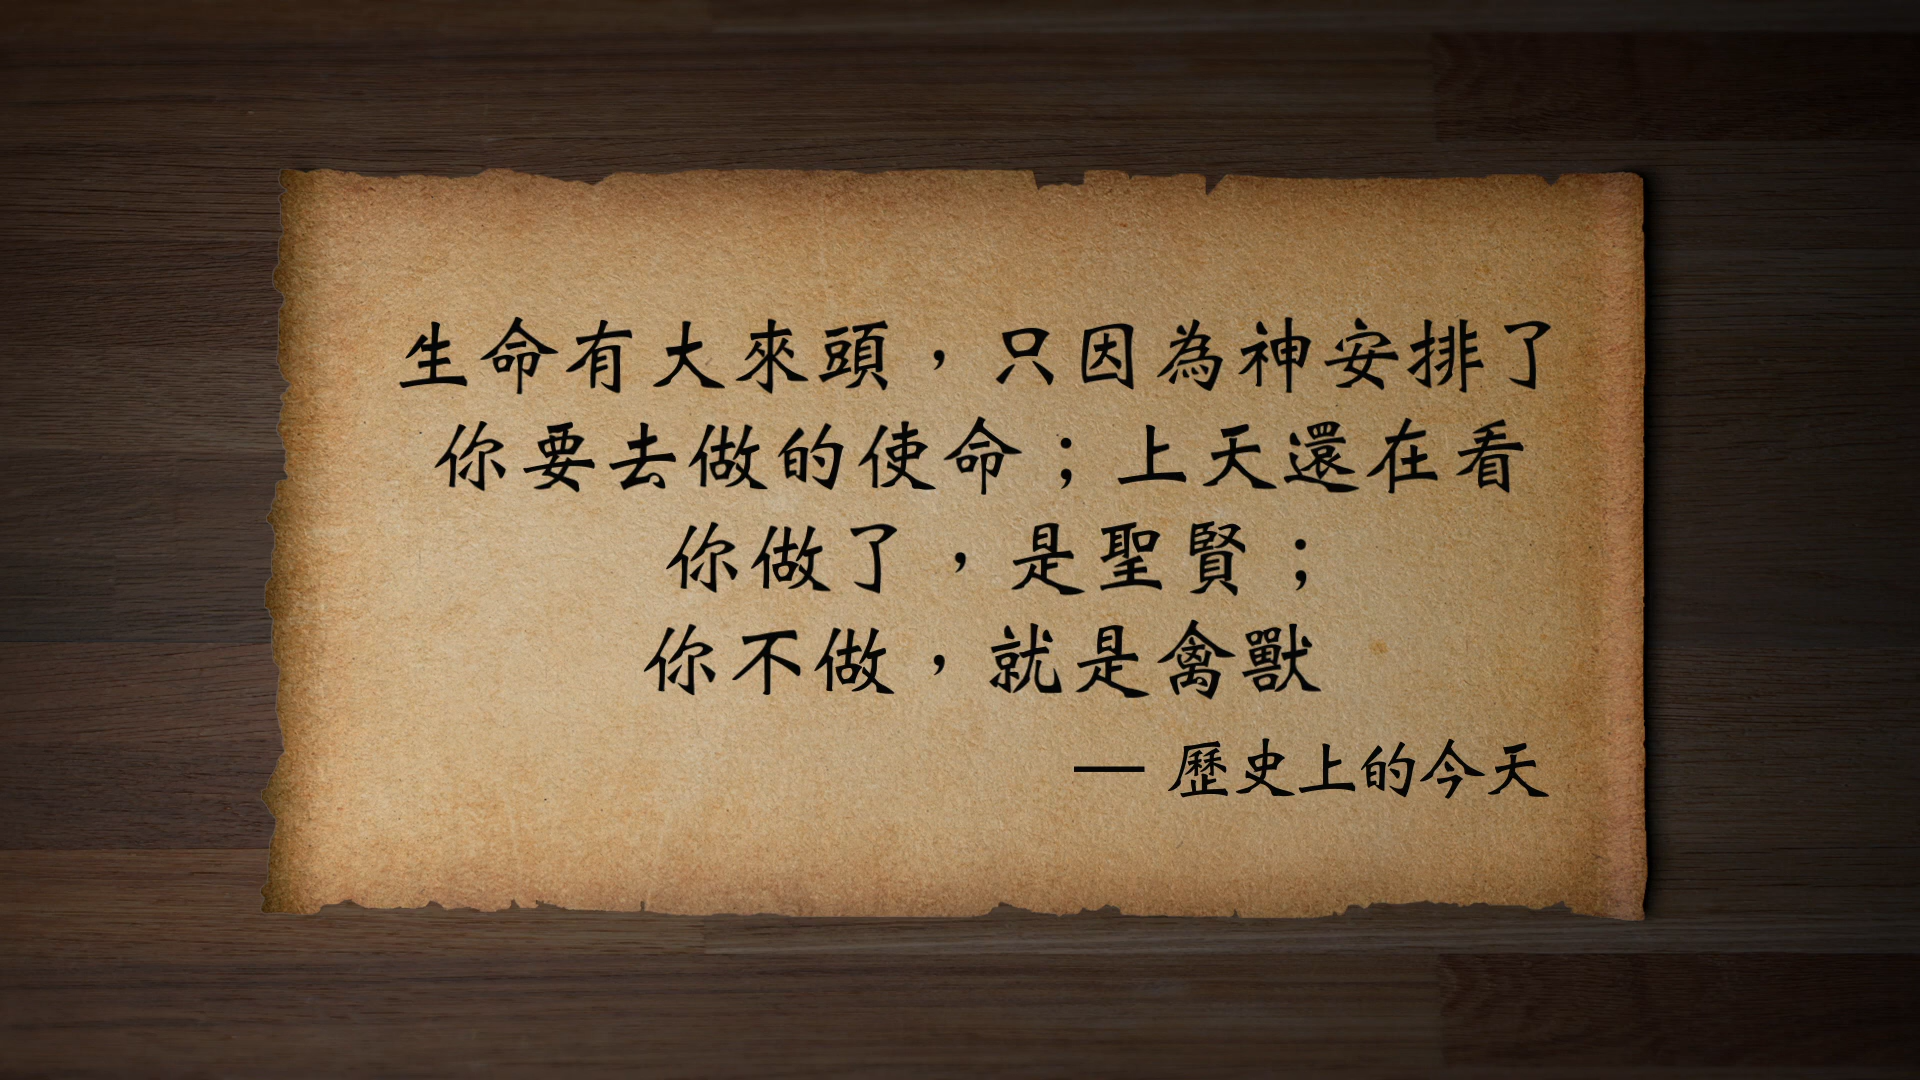 生命有大來頭，只因為神安排了
你要去做的使命；上天還在看
你做了，是聖賢；
你不做，就是禽獸
— 歷史上的今天